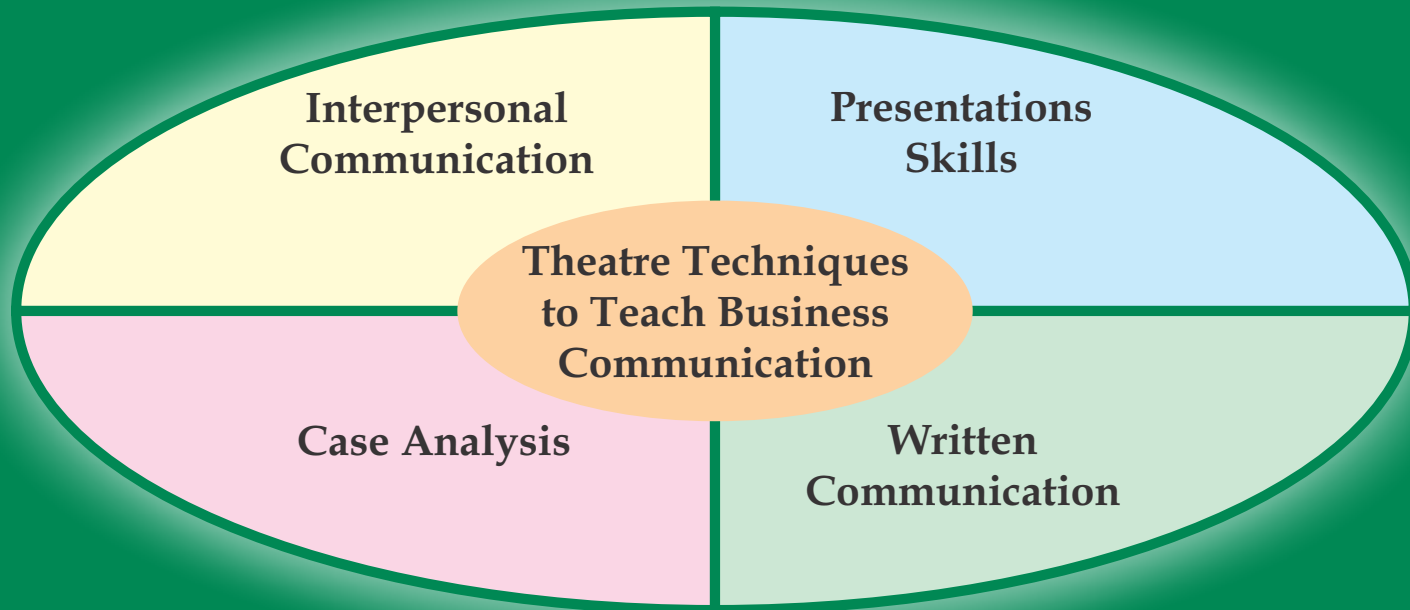 Interpersonal
Communication
Presentations
Skills
Theatre Techniques
to Teach Business
Communication
Case Analysis
Written
Communication